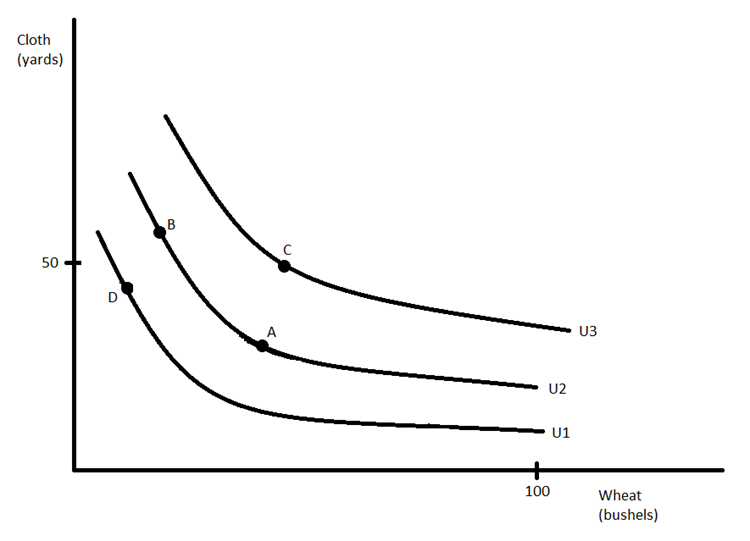 Cloth
(yards)
B
50
C
D
A
U3
U2
U1
100
Wheat
(bushels)